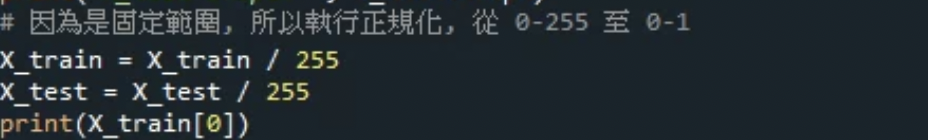 # 因為是固定範圍, 所以執行正規化, 從 0-255 至 0-1
X_train = X_train / 255
X_test = X_test / 255
print(X_train[0])